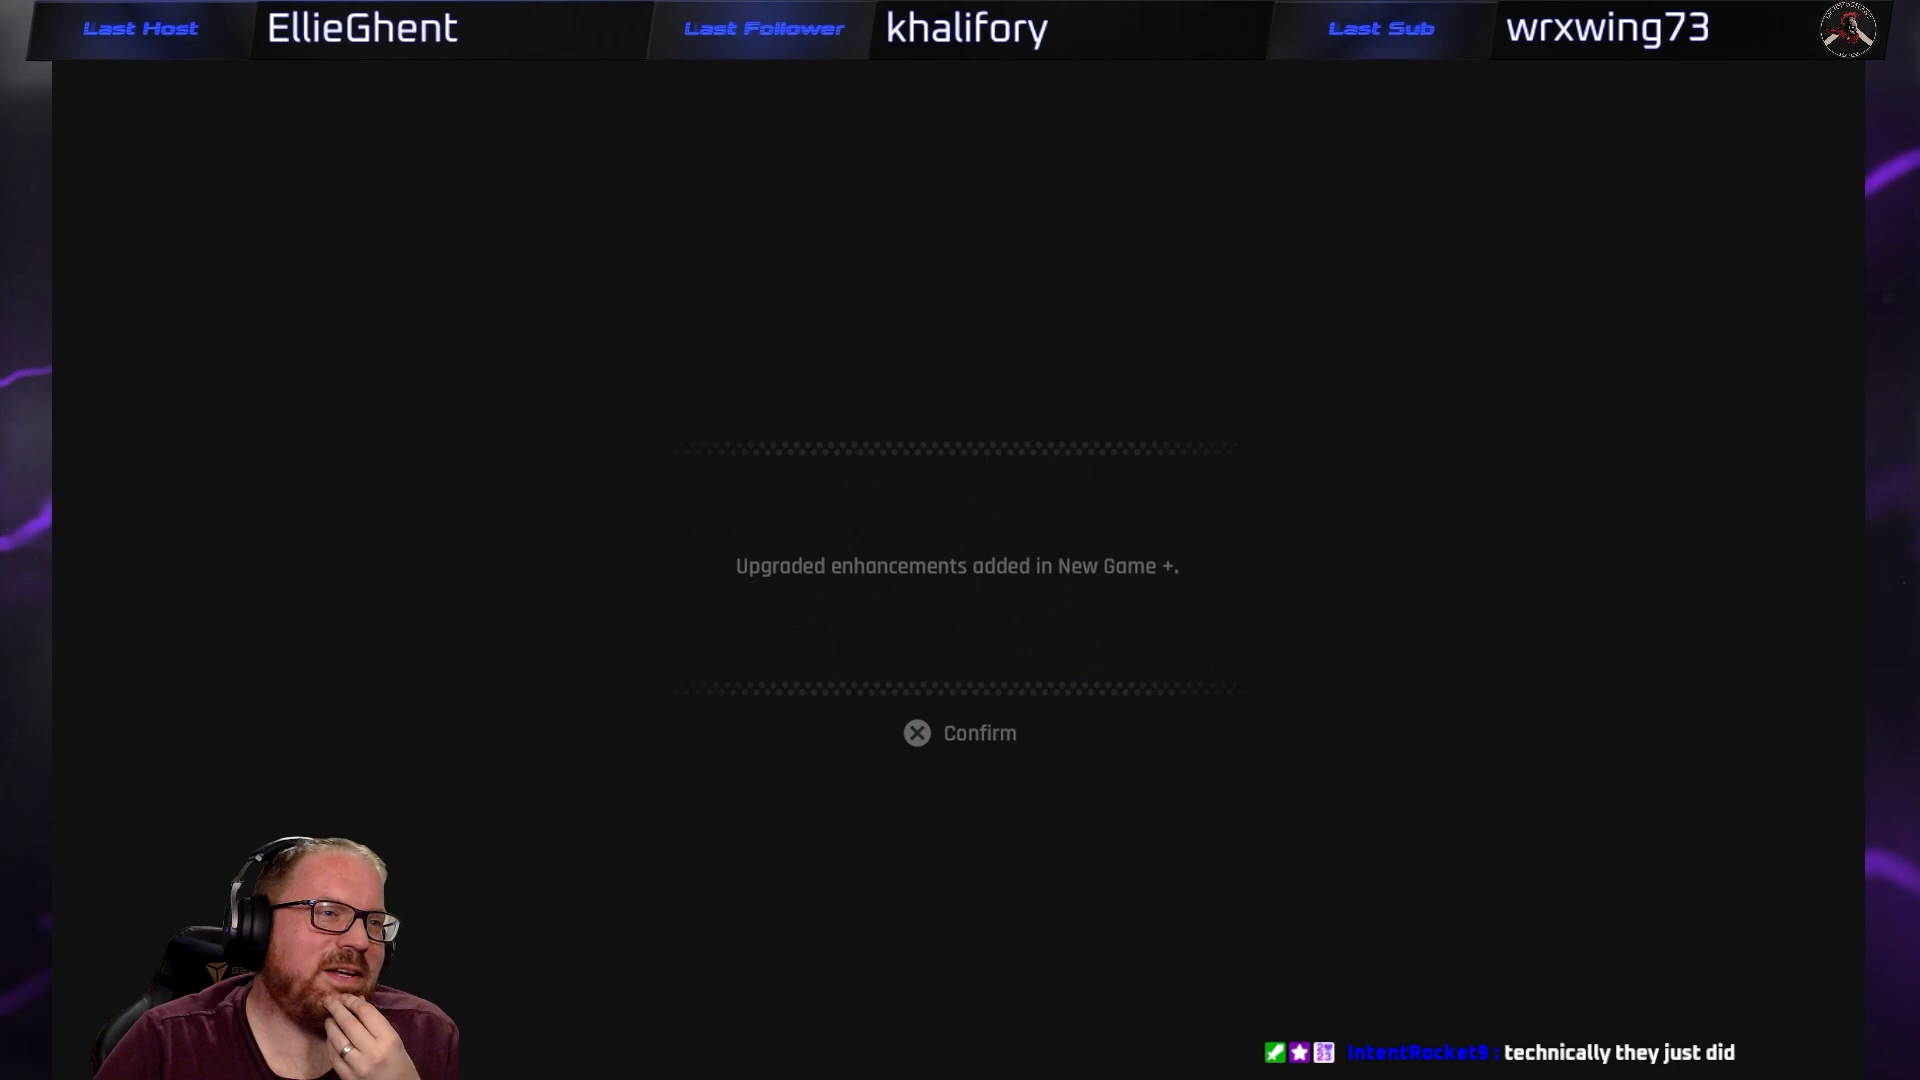 Last Host EllieGhent Last Follower khalifory Last Sub wrxwing73
Upgraded enhancements added in New Game +.
Confirm
IntentRocket9 : technically they just did